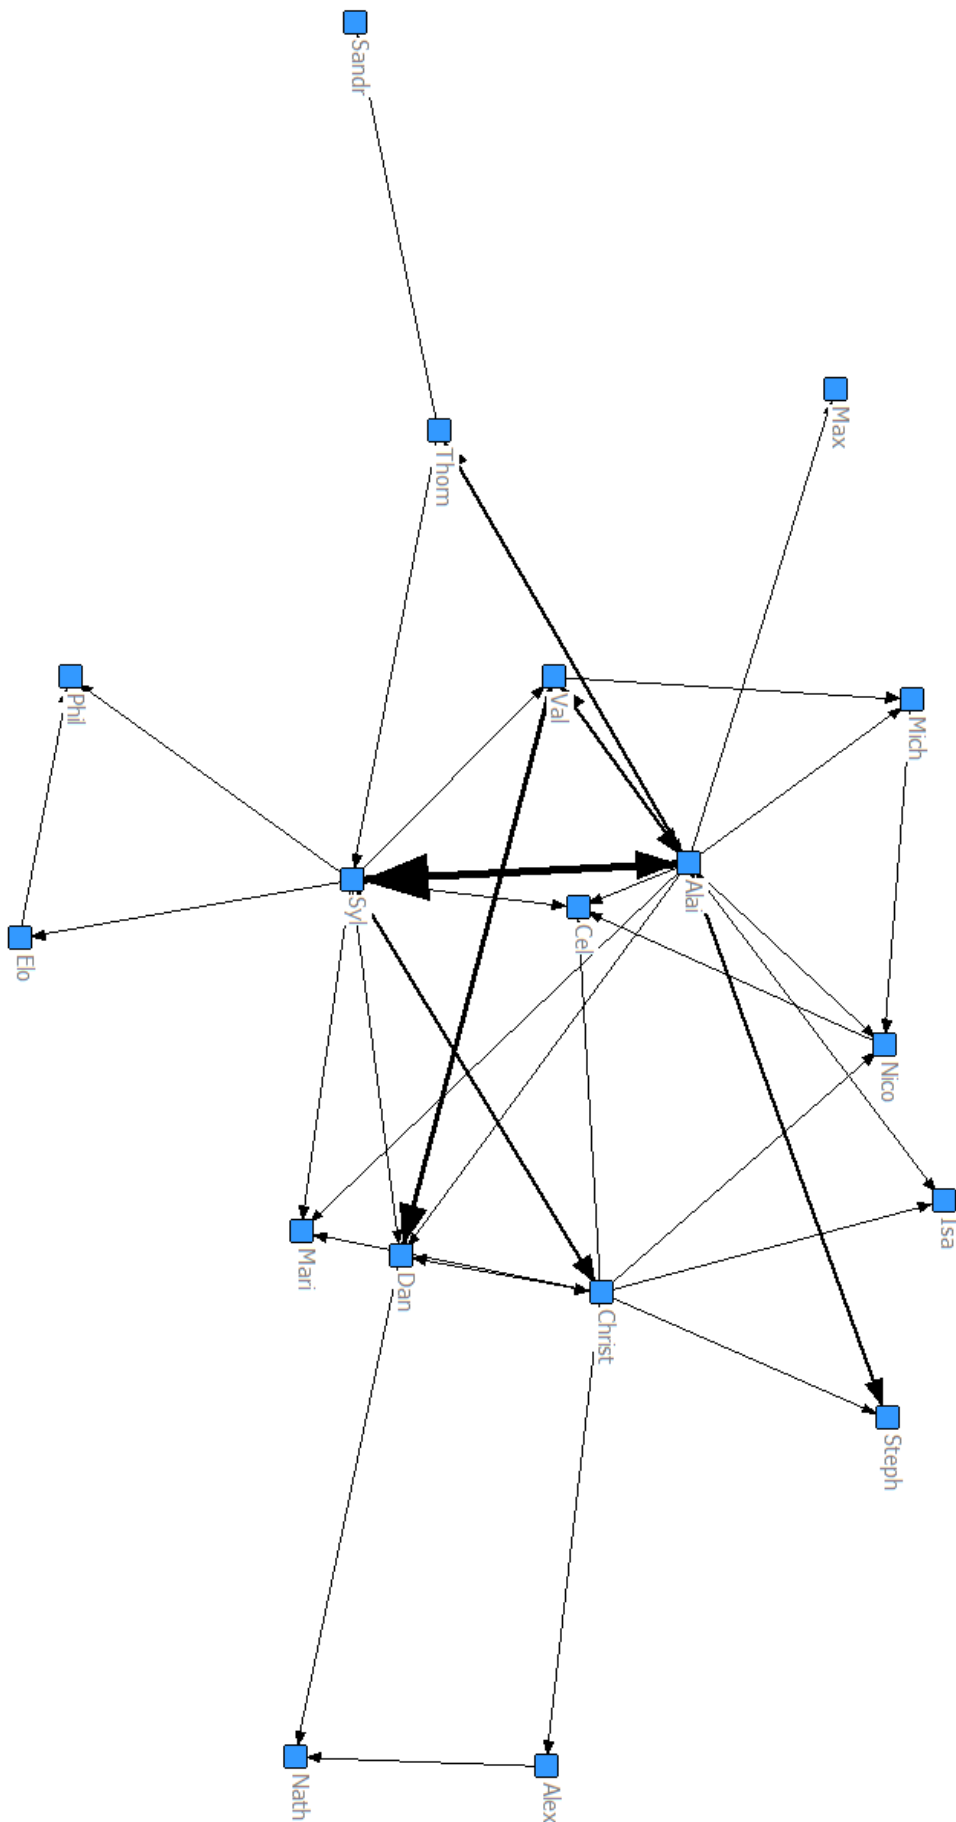 Sandr
Max
Thom
Phil
Val
Mich
Alai
Syl
Cel
Elo
Nico
Isa
Mari
Dan
Christ
Steph
Nath
Alex